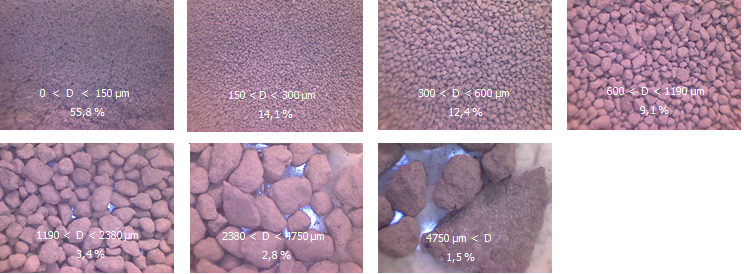 0 < D < 150 µm
55,8 %
150 < D < 300 µm
14,1 %
300 < D < 600 µm
12,4 %
600 < D < 1190 µm
9,1 %
1190 < D < 2380 µm
3,4 %
2380 < D < 4750 µm
2,8 %
4750 µm < D
1,5 %